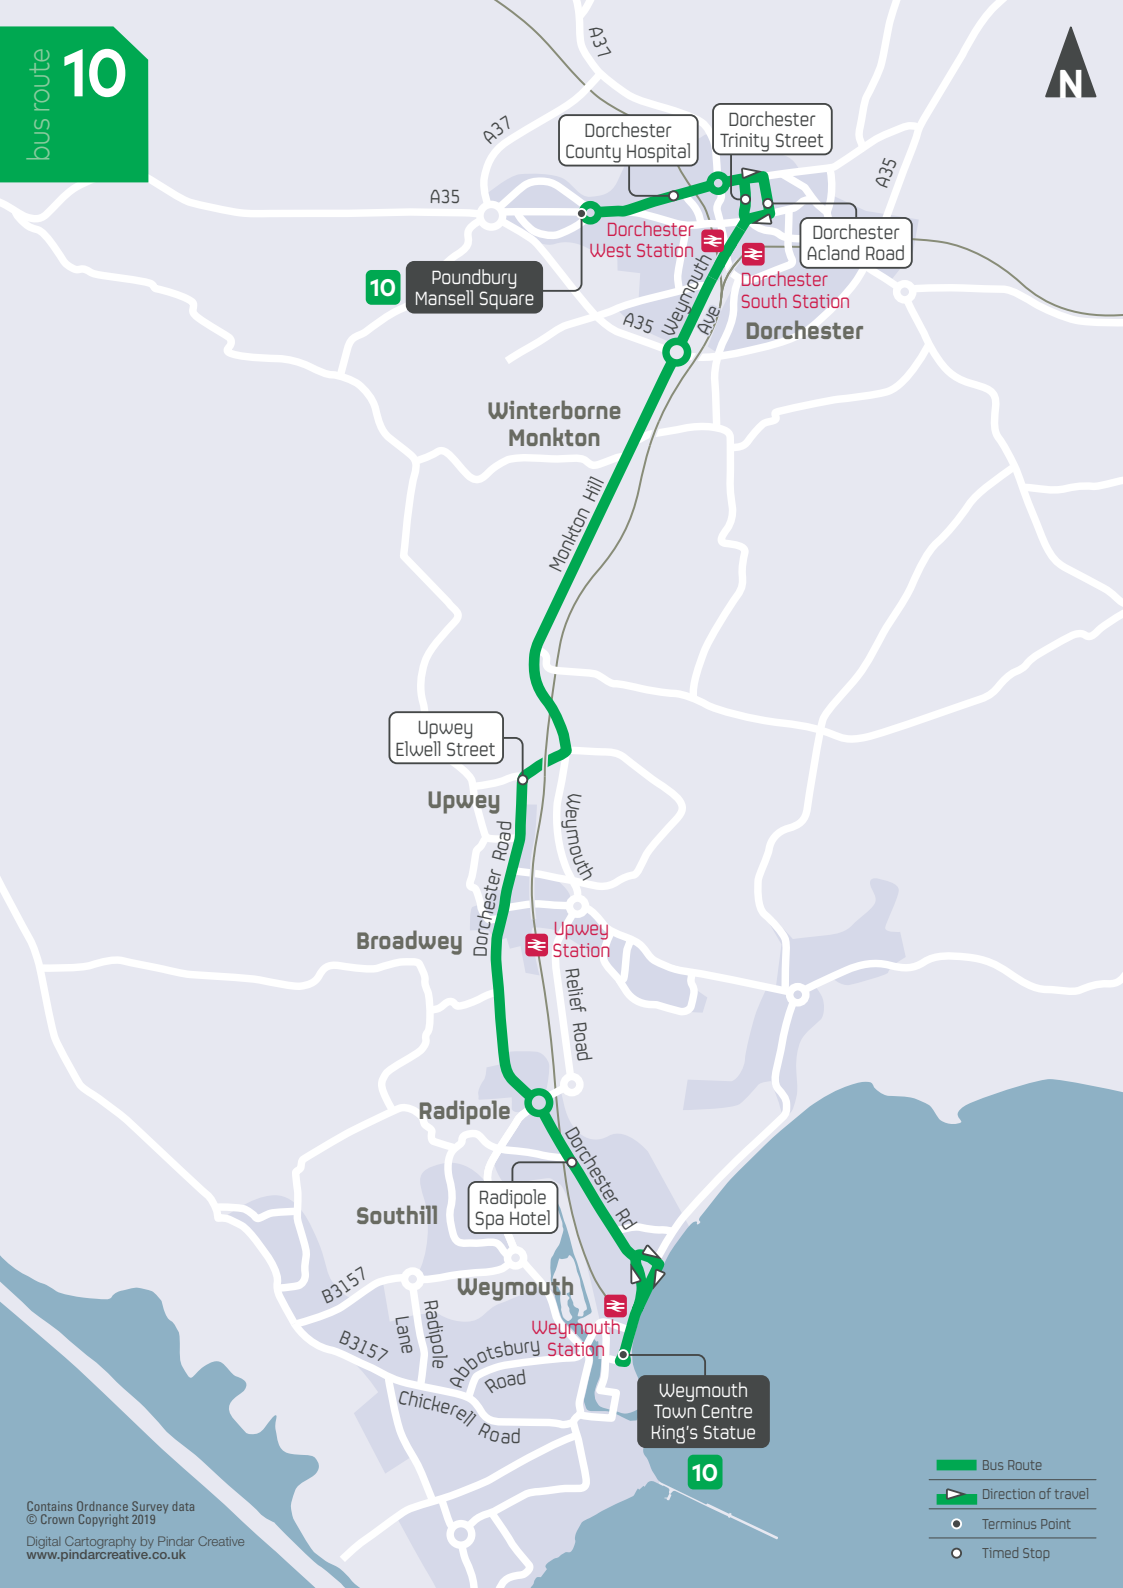 bus route
10
N
A37
A37
Dorchester
County Hospital
Dorchester
Trinity Street
A35
A35
Dorchester
West Station
Dorchester
Acland Road
10
Poundbury
Mansell Square
Dorchester
South Station
A35
Weymouth
Ave
Dorchester
Winterborne
Monkton
Monkton Hill
Upwey
Elwell Street
Upwey
Weymouth
Dorchester Road
Broadwey
Upwey
Station
Relief Road
Radipole
Dorchester Rd
Radipole
Spa Hotel
Southill
Weymouth
B3157
Radipole
Lane
B3157
Weymouth
Station
Abbotsbury
Road
Chickerell Road
Weymouth
Town Centre
King's Statue
10
Bus Route
Direction of travel
Terminus Point
Timed Stop
Contains Ordnance Survey data
© Crown Copyright 2019
Digital Cartography by Pindar Creative
www.pindarcreative.co.uk